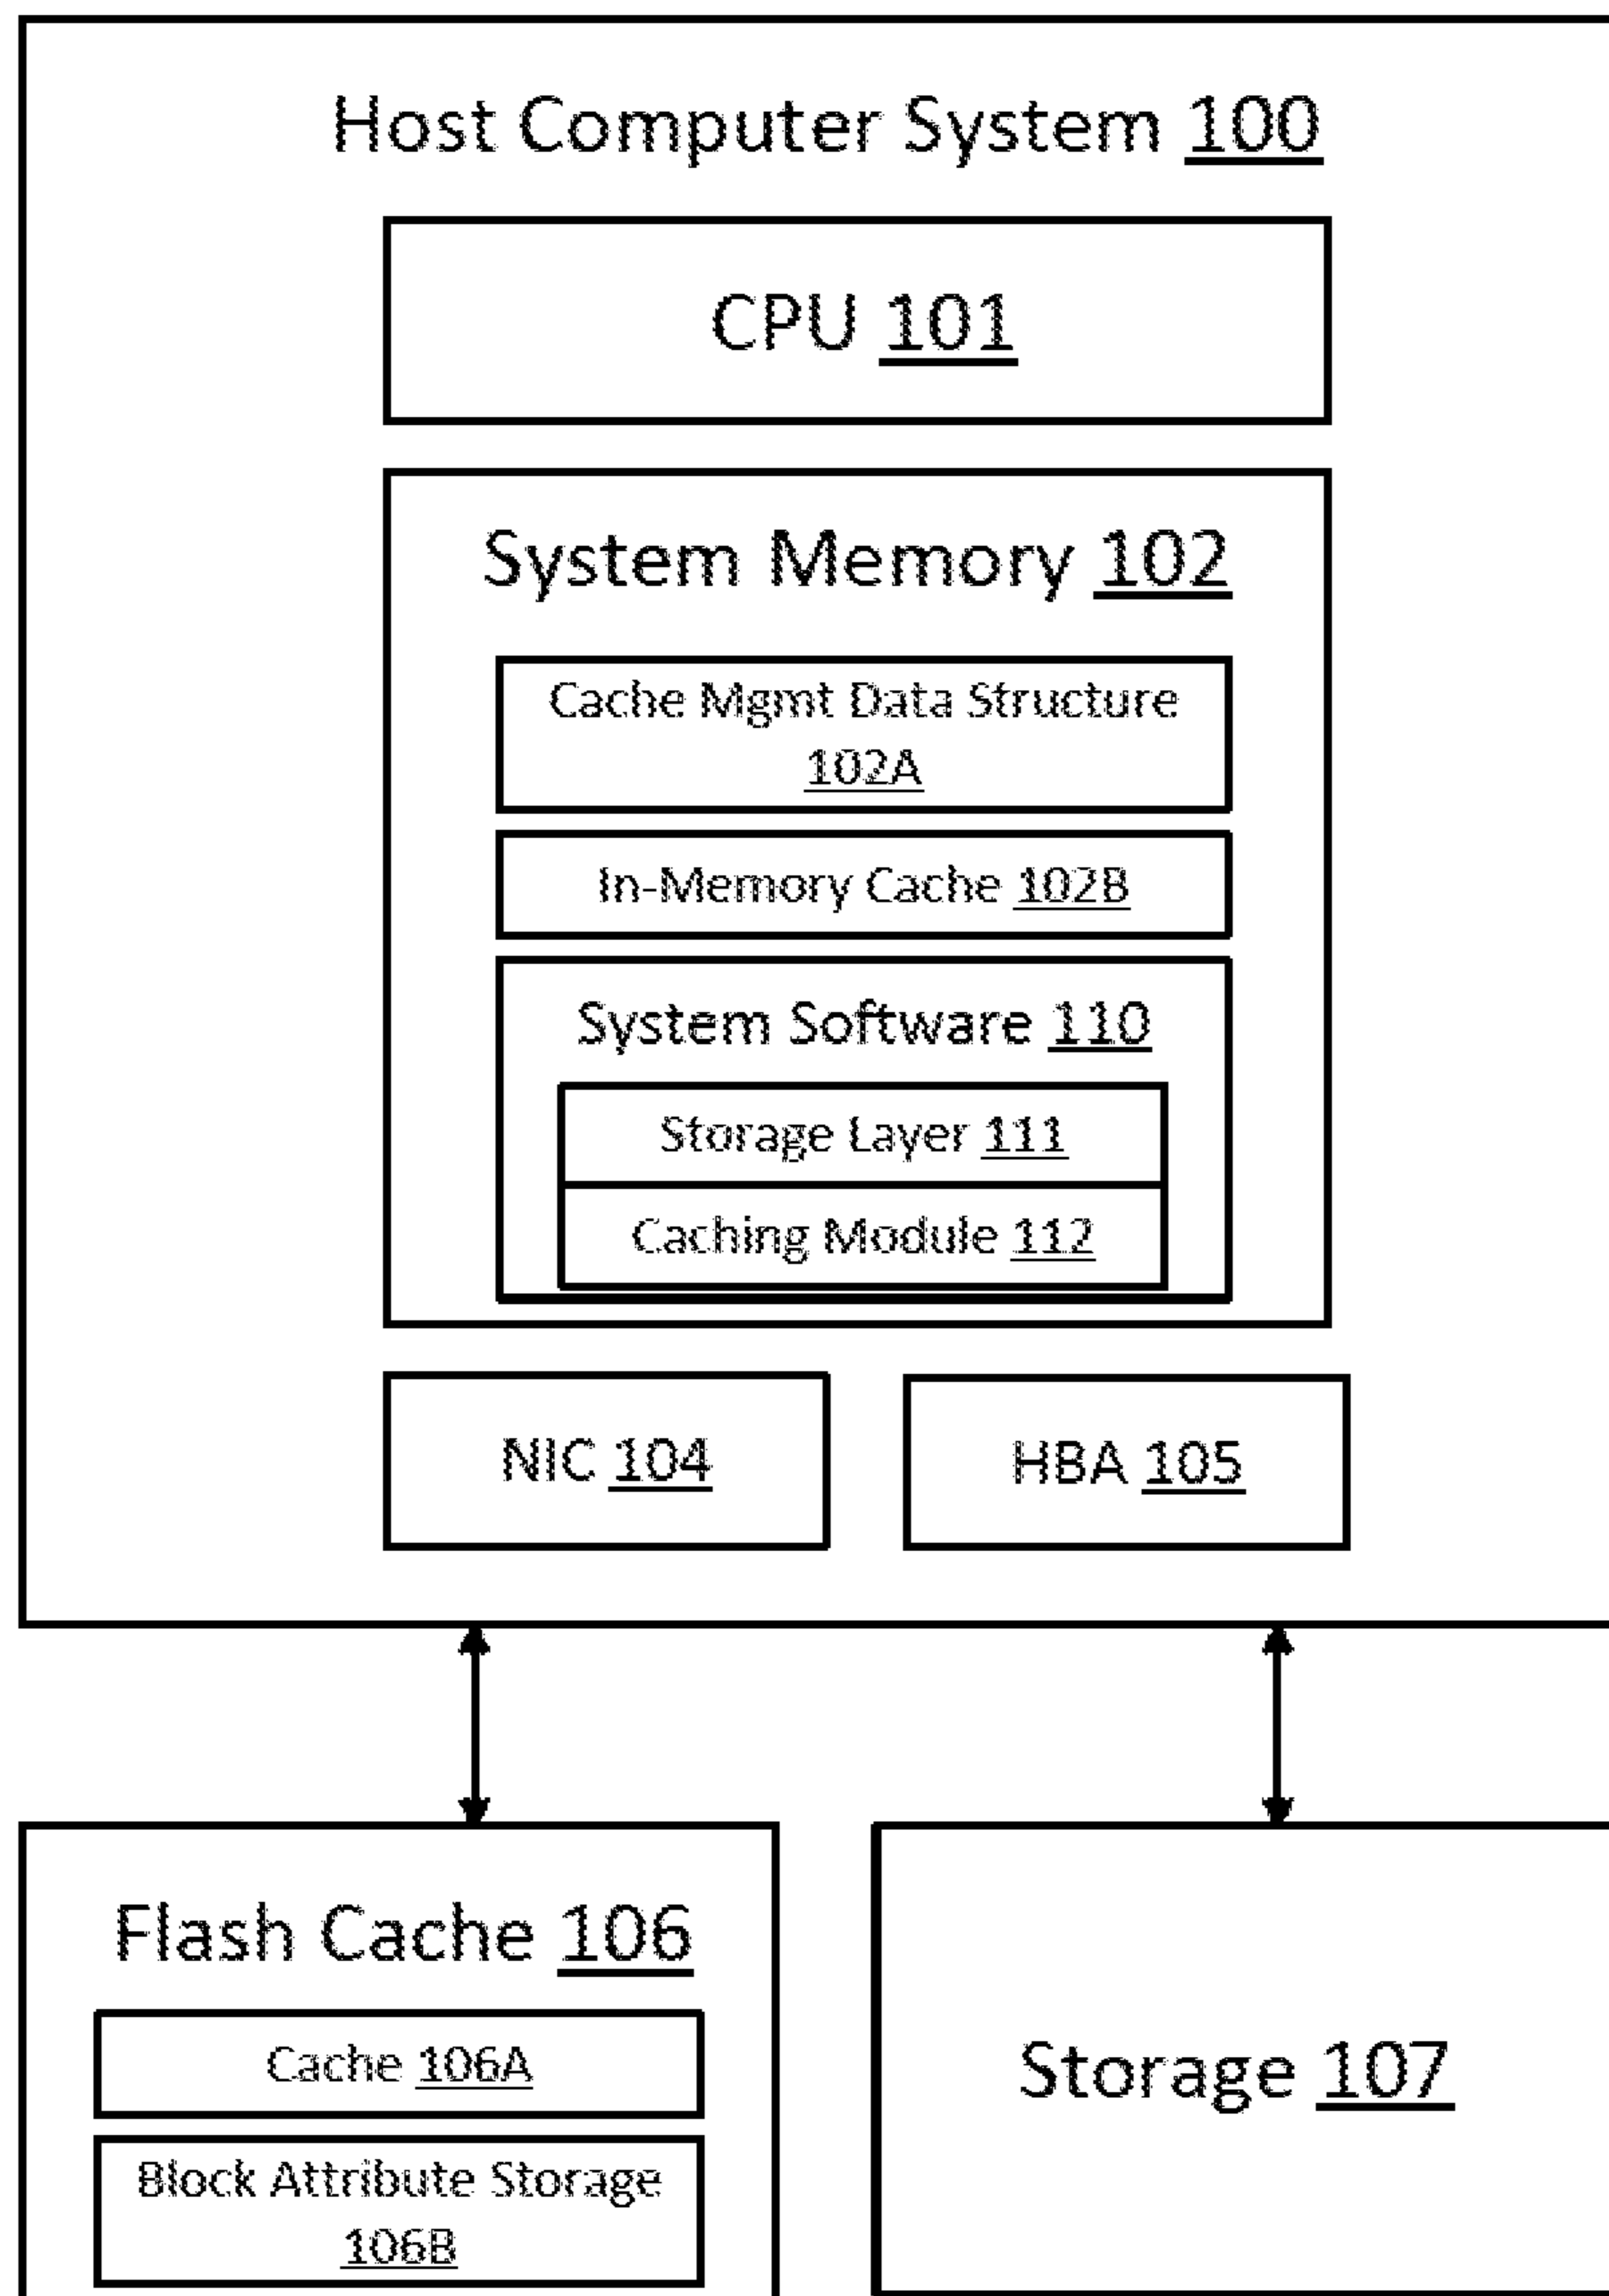 Host Computer System 100
CPU 101
System Memory 102
Cache Mgmt Data Structure
102A
In-Memory Cache 102B
System Software 110
Storage Layer 111
Caching Module 112
NIC 104
HBA 105
Flash Cache 106
Cache 106A
Block Attribute Storage
106B
Storage 107